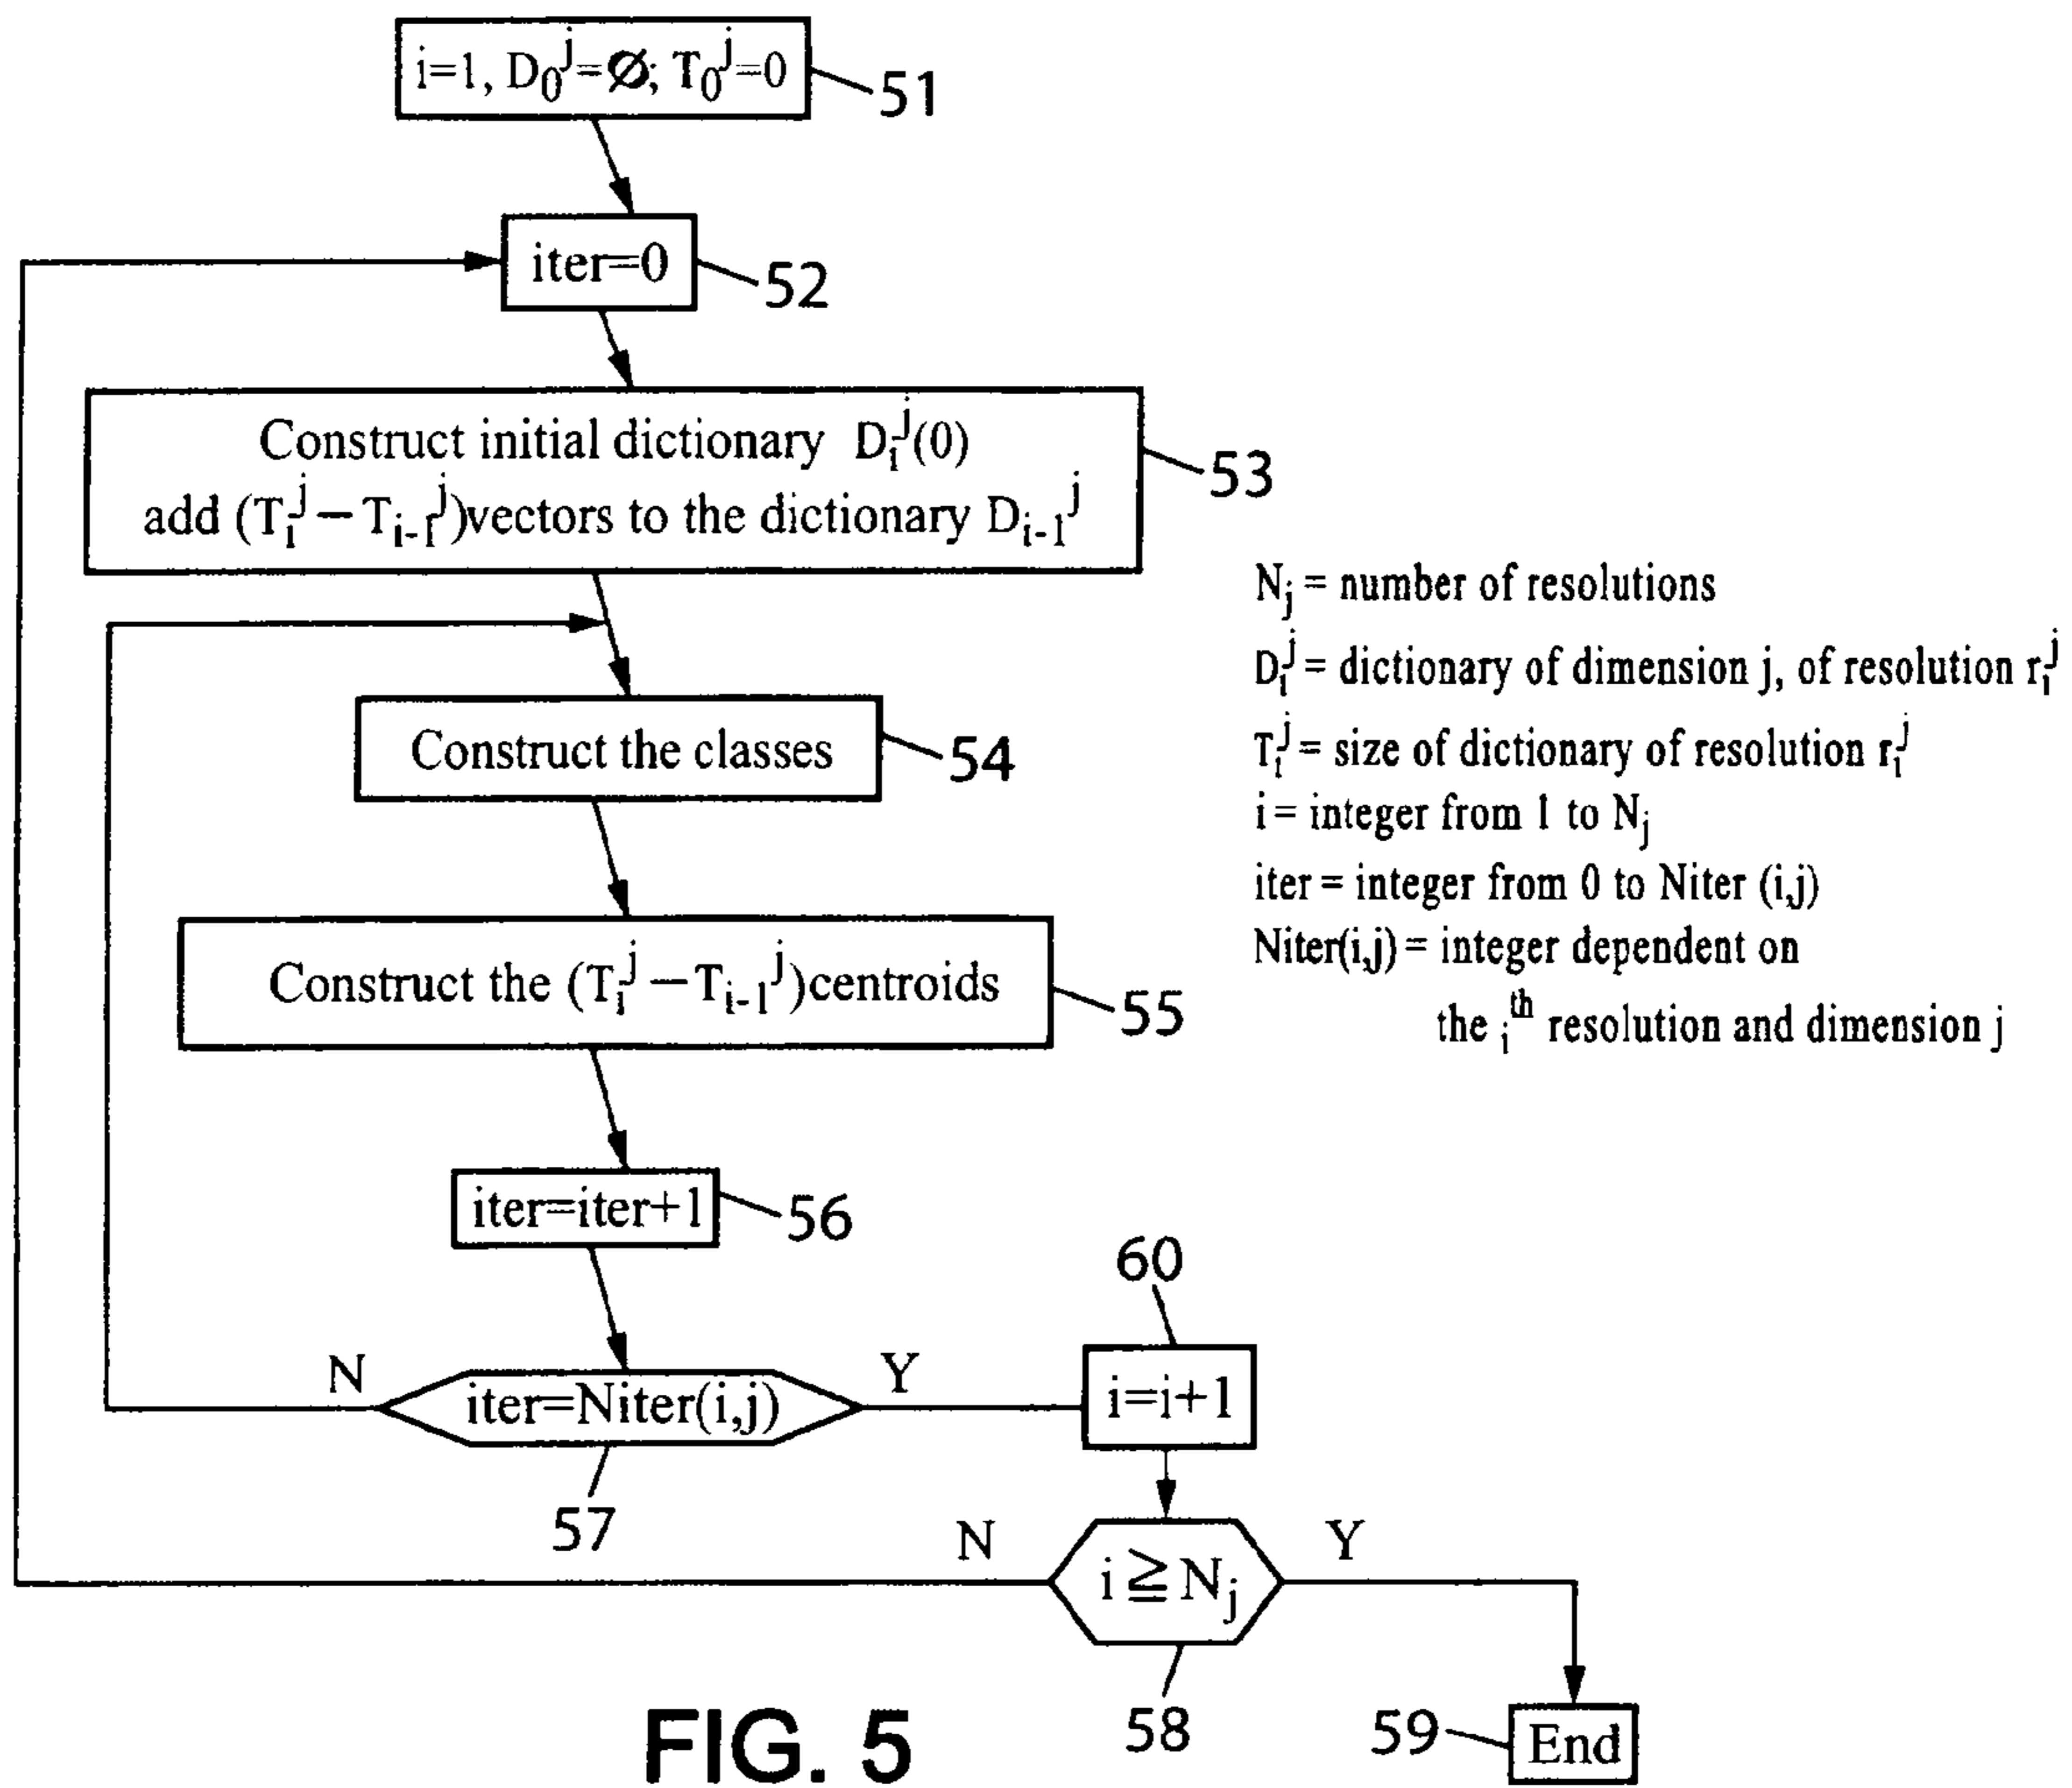 i=1, D₀ʲ=Ø; T₀ʲ=0
51
iter=0
52
Construct initial dictionary Dᵢʲ(0)
add (Tᵢʲ−Tᵢ₋₁ʲ)vectors to the dictionary Dᵢ₋₁ʲ
53
Construct the classes
54
Construct the (Tᵢʲ−Tᵢ₋₁ʲ)centroids
55
iter=iter+1
56
N
iter=Niter(i,j)
Y
57
60
i=i+1
N
i ≧ Nⱼ
Y
58
59
End
Nⱼ = number of resolutions
Dᵢʲ = dictionary of dimension j, of resolution rᵢʲ
Tᵢʲ = size of dictionary of resolution rᵢʲ
i = integer from 1 to Nⱼ
iter = integer from 0 to Niter (i,j)
Niter(i,j) = integer dependent on
the iᵗʰ resolution and dimension j
FIG. 5